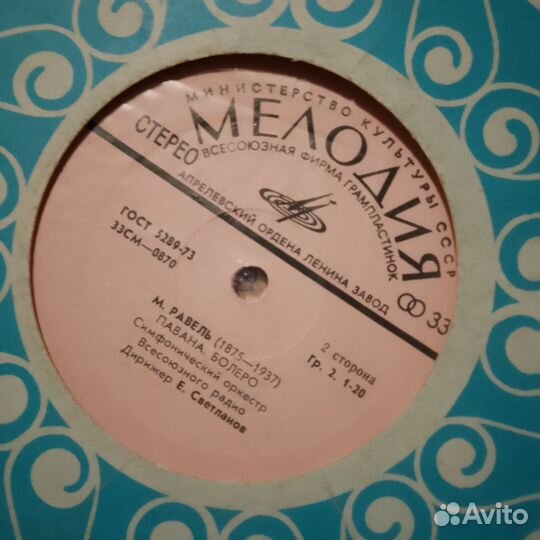 МИНИСТЕРСТВО КУЛЬТУРЫ СССР
МЕЛОДИЯ
ВСЕСОЮЗНАЯ ФИРМА ГРАМПЛАСТИНОК
АПРЕЛЕВСКИЙ ОРДЕНА ЛЕНИНА ЗАВОД
СТЕРЕО
33
ГОСТ 5289-73
33СМ—0870
2 сторона
Гр. 2. 1-20
М. РАВЕЛЬ (1875—1937)
ПАВАНА. БОЛЕРО
Симфонический оркестр
Всесоюзного радио
Дирижер Е. Светланов
Avito